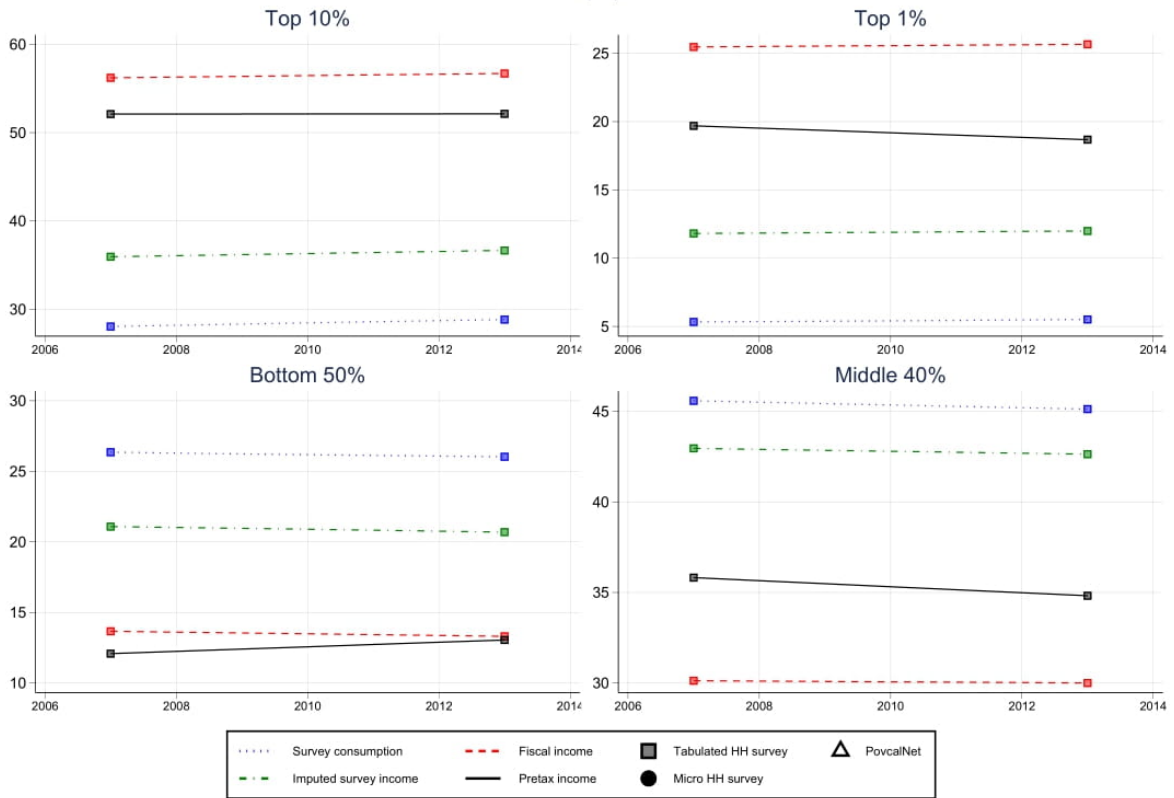 Top 10%
60
50
40
30
2006 2008 2010 2012 2014
Top 1%
25
20
15
10
5
2006 2008 2010 2012 2014
Bottom 50%
30
25
20
15
10
2006 2008 2010 2012 2014
Middle 40%
45
40
35
30
2006 2008 2010 2012 2014
Survey consumption Fiscal income Tabulated HH survey PovcalNet
Imputed survey income Pretax income Micro HH survey